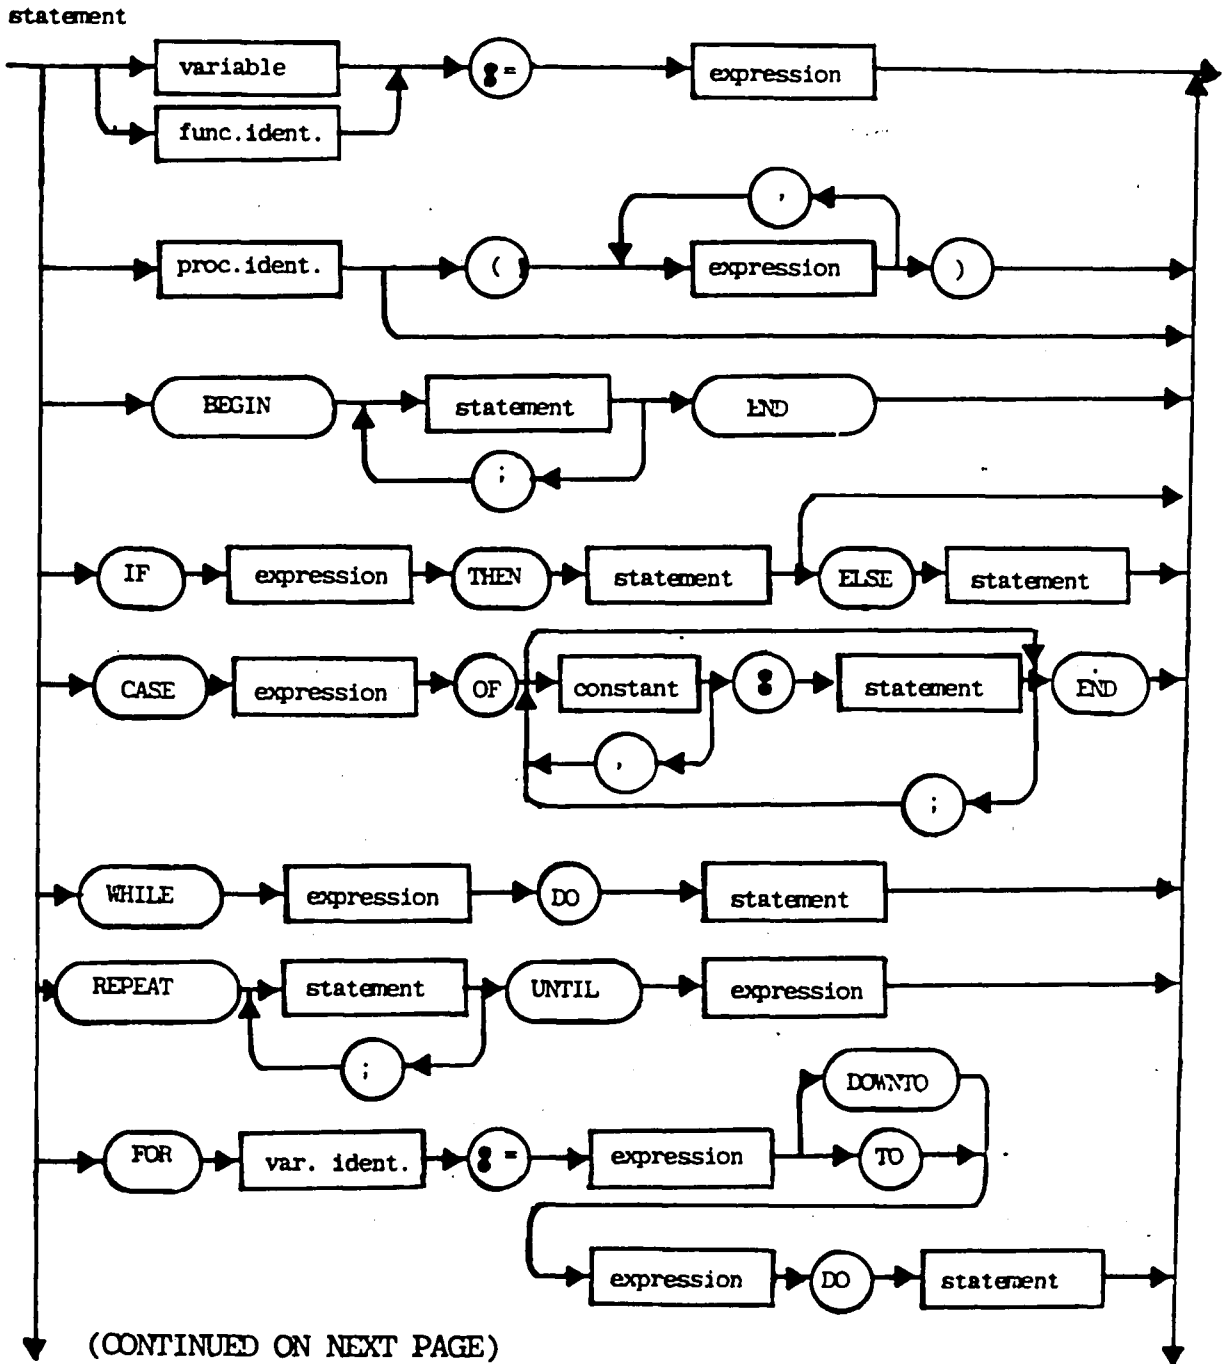 statement
variable := expression
func.ident.
,
proc.ident. ( expression )
BEGIN statement END
;
IF expression THEN statement ELSE statement
CASE expression OF constant : statement END
,
;
WHILE expression DO statement
REPEAT statement UNTIL expression
;
DOWNTO
FOR var. ident. := expression TO
expression DO statement
(CONTINUED ON NEXT PAGE)